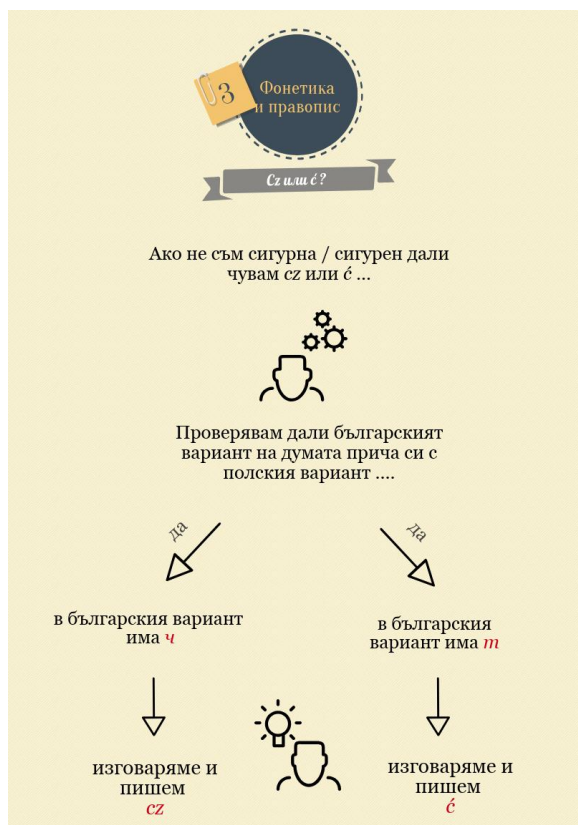 3
Фонетика
и правопис
Cz или ć ?
Ако не съм сигурна / сигурен дали
чувам cz или ć ...
Проверявам дали българският
вариант на думата прича си с
полския вариант ....
да
да
в българския вариант
има ч
в българския
вариант има т
изговаряме и
пишем
cz
изговаряме и
пишем
ć